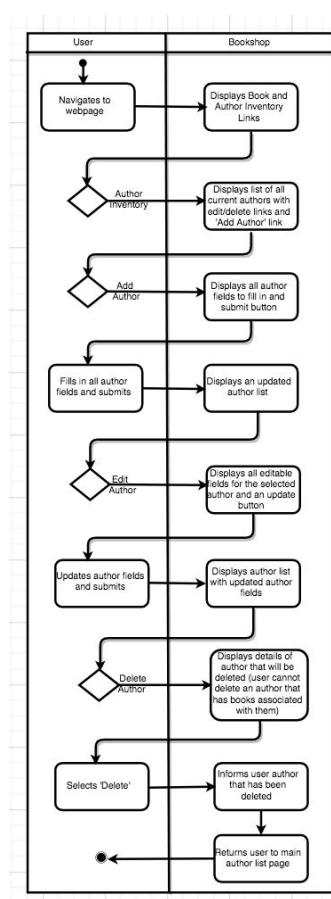 User
Bookshop
Navigates to
webpage
Displays Book and
Author Inventory
Links
Author
Inventory
Displays list of all
current authors with
edit/delete links and
'Add Author' link
Add
Author
Displays all author
fields to fill in and
submit button
Fills in all author
fields and submits
Displays an updated
author list
Edit
Author
Displays all editable
fields for the selected
author and an update
button
Updates author fields
and submits
Displays author list
with updated author
fields
Delete
Author
Displays details of
author that will be
deleted (user cannot
delete an author that
has books associated
with them)
Selects 'Delete'
Informs user author
that has been
deleted
Returns user to main
author list page